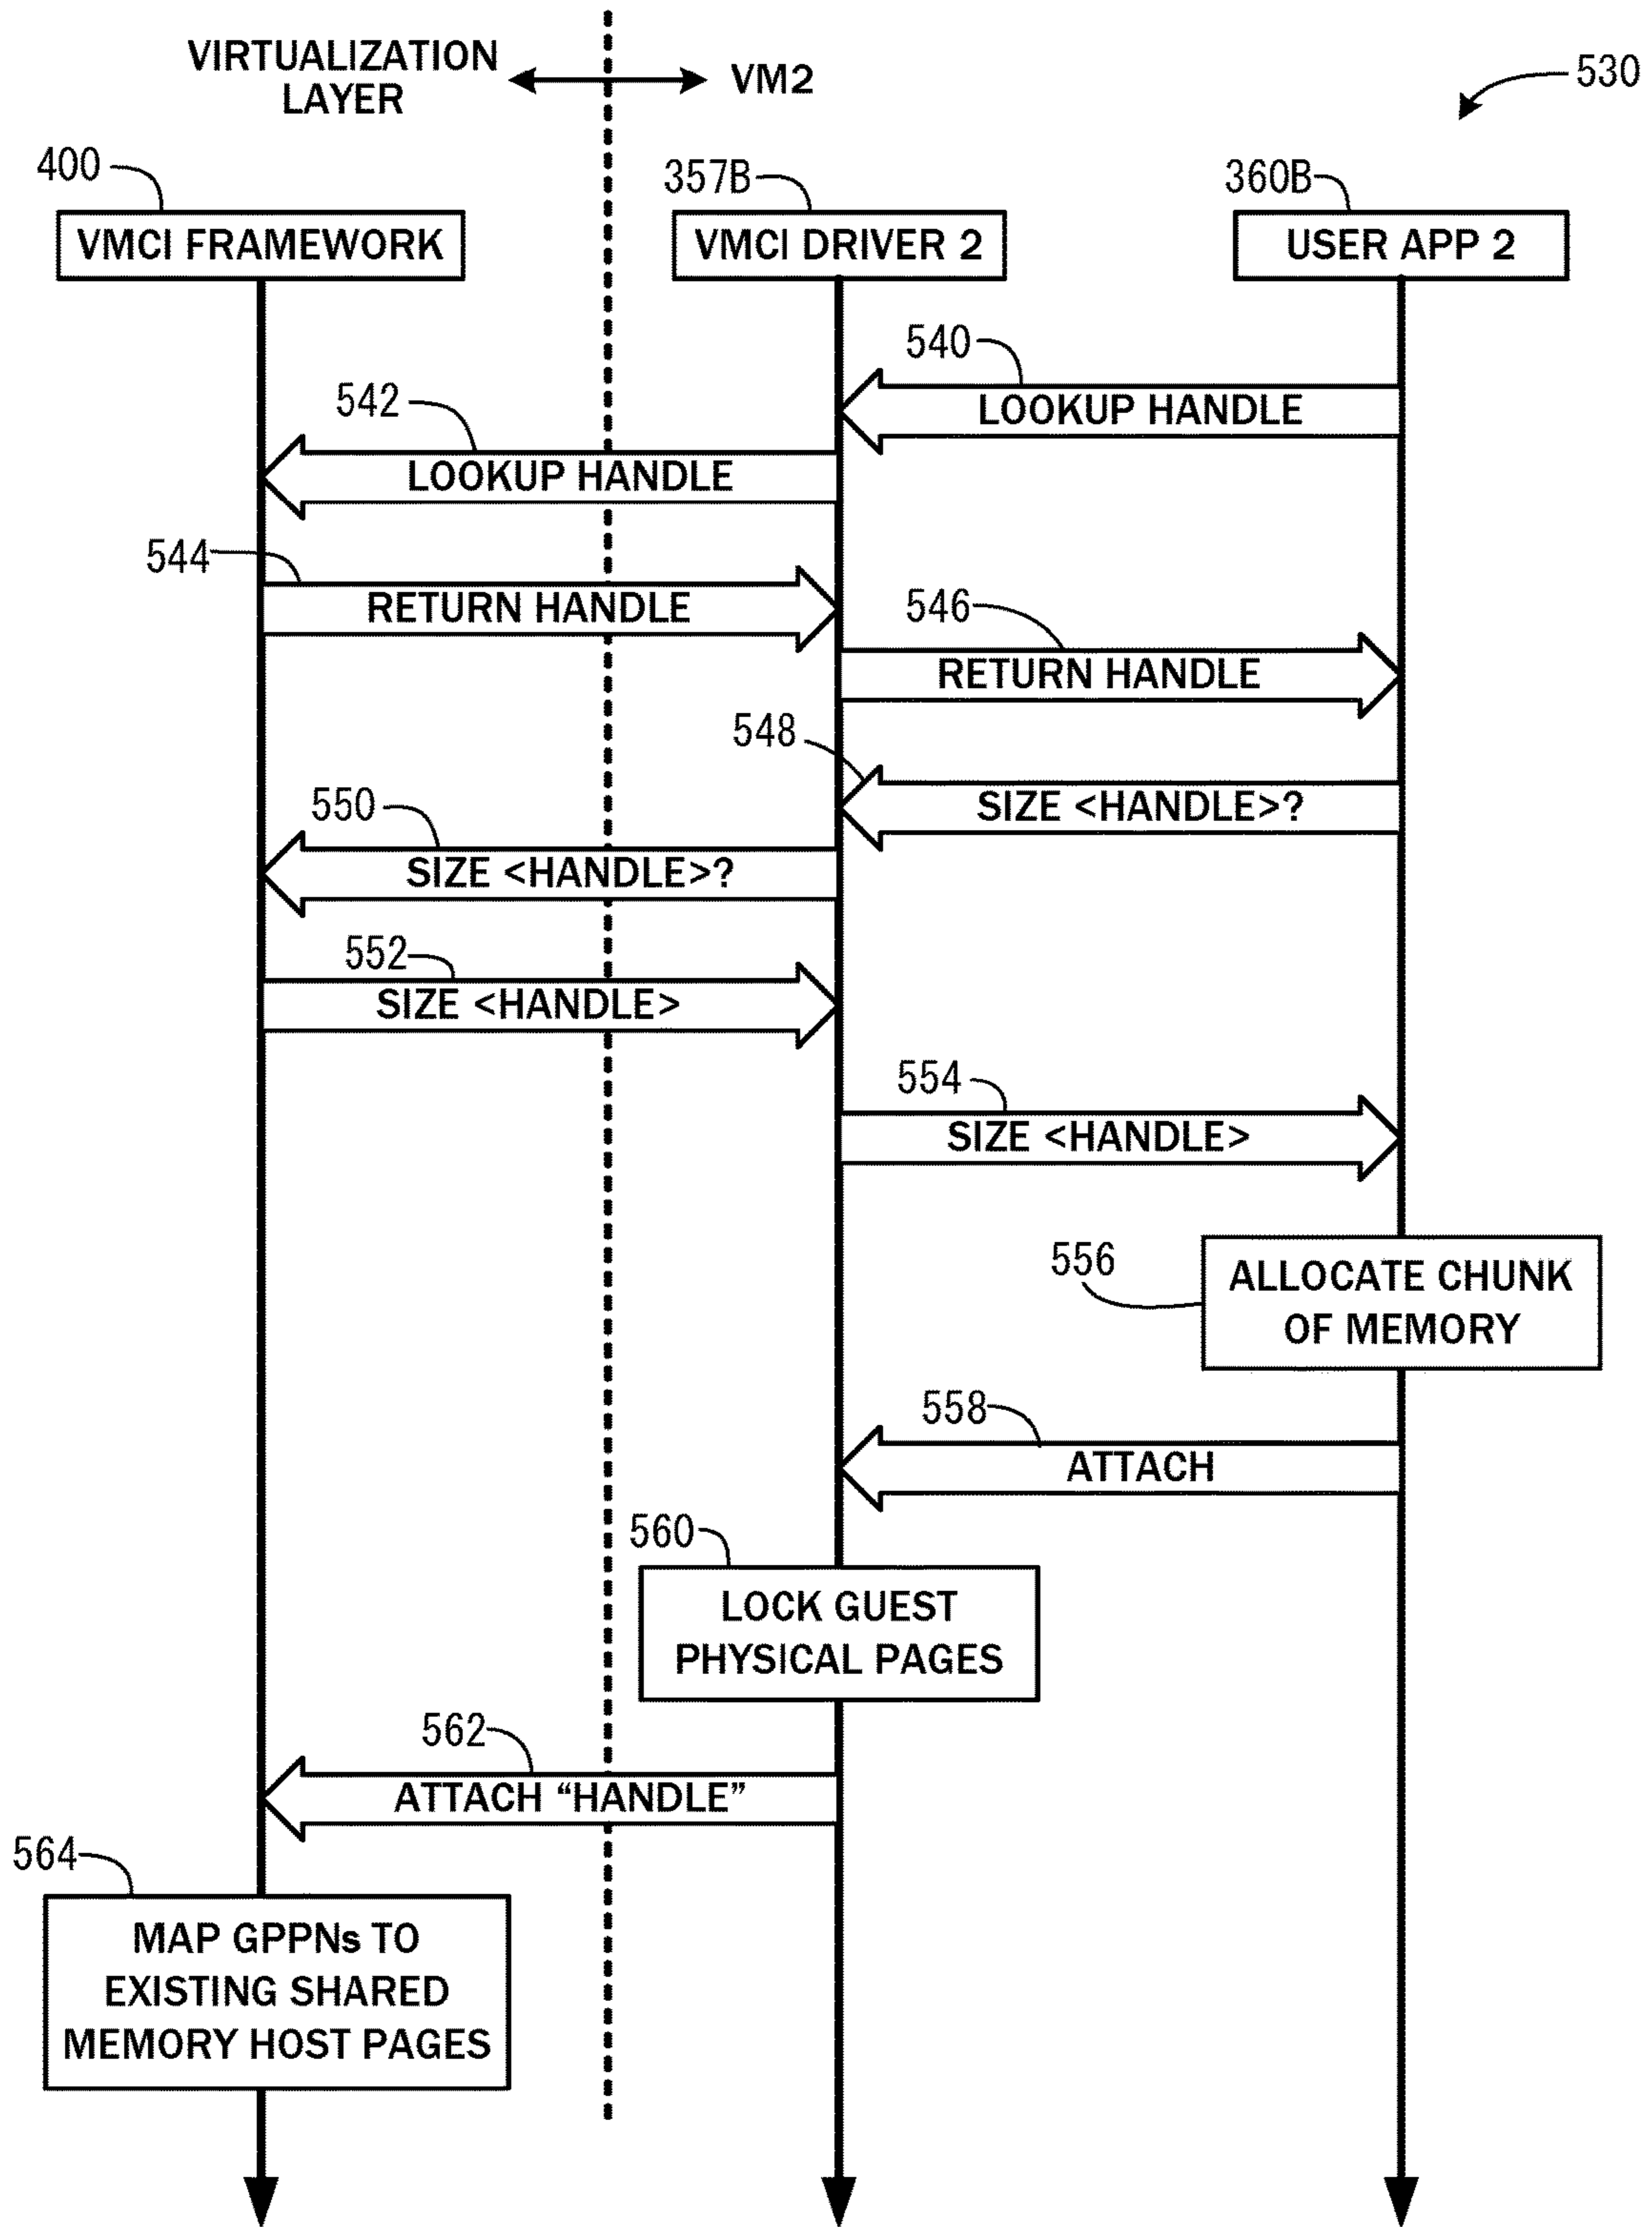 VIRTUALIZATION
LAYER
VM2
530
400
357B
360B
VMCI FRAMEWORK
VMCI DRIVER 2
USER APP 2
540
LOOKUP HANDLE
542
LOOKUP HANDLE
544
RETURN HANDLE
546
RETURN HANDLE
548
SIZE <HANDLE>?
550
SIZE <HANDLE>?
552
SIZE <HANDLE>
554
SIZE <HANDLE>
556
ALLOCATE CHUNK
OF MEMORY
558
ATTACH
560
LOCK GUEST
PHYSICAL PAGES
562
ATTACH “HANDLE”
564
MAP GPPNs TO
EXISTING SHARED
MEMORY HOST PAGES